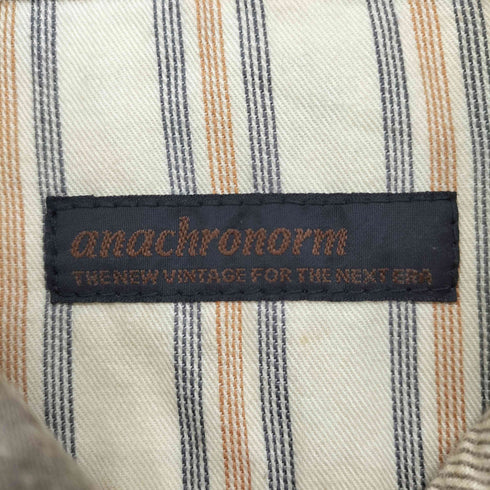 anachronorm
THE NEW VINTAGE FOR THE NEXT ERA